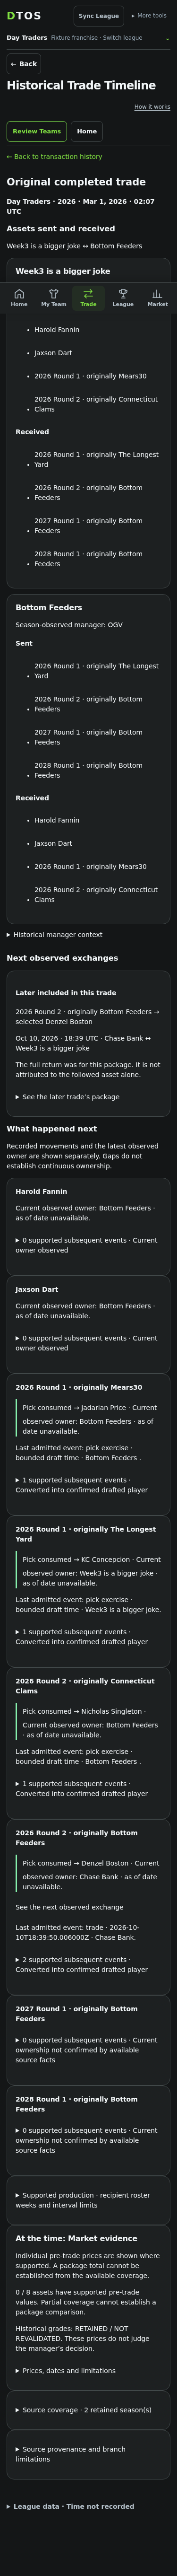 DTOS
Sync League
▸ More tools
Day Traders Fixture franchise · Switch league
← Back
Historical Trade Timeline
How it works
Review Teams
Home
← Back to transaction history
Original completed trade
Day Traders · 2026 · Mar 1, 2026 · 02:07
UTC
Assets sent and received
Week3 is a bigger joke ↔ Bottom Feeders
Week3 is a bigger joke
Home
My Team
Trade
League
Market
• Harold Fannin
• Jaxson Dart
• 2026 Round 1 · originally Mears30
2026 Round 2 · originally Connecticut
• Clams
Received
2026 Round 1 · originally The Longest
• Yard
2026 Round 2 · originally Bottom
• Feeders
2027 Round 1 · originally Bottom
• Feeders
2028 Round 1 · originally Bottom
• Feeders
Bottom Feeders
Season-observed manager: OGV
Sent
2026 Round 1 · originally The Longest
• Yard
2026 Round 2 · originally Bottom
• Feeders
2027 Round 1 · originally Bottom
• Feeders
2028 Round 1 · originally Bottom
• Feeders
Received
• Harold Fannin
• Jaxson Dart
• 2026 Round 1 · originally Mears30
2026 Round 2 · originally Connecticut
• Clams
▸ Historical manager context
Next observed exchanges
Later included in this trade
2026 Round 2 · originally Bottom Feeders →
selected Denzel Boston
Oct 10, 2026 · 18:39 UTC · Chase Bank ↔
Week3 is a bigger joke
The full return was for this package. It is not
attributed to the followed asset alone.
▸ See the later trade's package
What happened next
Recorded movements and the latest observed
owner are shown separately. Gaps do not
establish continuous ownership.
Harold Fannin
Current observed owner: Bottom Feeders ·
as of date unavailable.
▸ 0 supported subsequent events · Current
owner observed
Jaxson Dart
Current observed owner: Bottom Feeders ·
as of date unavailable.
▸ 0 supported subsequent events · Current
owner observed
2026 Round 1 · originally Mears30
Pick consumed → Jadarian Price · Current
observed owner: Bottom Feeders · as of
date unavailable.
Last admitted event: pick exercise ·
bounded draft time · Bottom Feeders .
▸ 1 supported subsequent events ·
Converted into confirmed drafted player
2026 Round 1 · originally The Longest
Yard
Pick consumed → KC Concepcion · Current
observed owner: Week3 is a bigger joke ·
as of date unavailable.
Last admitted event: pick exercise ·
bounded draft time · Week3 is a bigger joke.
▸ 1 supported subsequent events ·
Converted into confirmed drafted player
2026 Round 2 · originally Connecticut
Clams
Pick consumed → Nicholas Singleton ·
Current observed owner: Bottom Feeders
· as of date unavailable.
Last admitted event: pick exercise ·
bounded draft time · Bottom Feeders .
▸ 1 supported subsequent events ·
Converted into confirmed drafted player
2026 Round 2 · originally Bottom
Feeders
Pick consumed → Denzel Boston · Current
observed owner: Chase Bank · as of date
unavailable.
See the next observed exchange
Last admitted event: trade · 2026-10-
10T18:39:50.006000Z · Chase Bank.
▸ 2 supported subsequent events ·
Converted into confirmed drafted player
2027 Round 1 · originally Bottom
Feeders
▸ 0 supported subsequent events · Current
ownership not confirmed by available
source facts
2028 Round 1 · originally Bottom
Feeders
▸ 0 supported subsequent events · Current
ownership not confirmed by available
source facts
▸ Supported production · recipient roster
weeks and interval limits
At the time: Market evidence
Individual pre-trade prices are shown where
supported. A package total cannot be
established from the available coverage.
0 / 8 assets have supported pre-trade
values. Partial coverage cannot establish a
package comparison.
Historical grades: RETAINED / NOT
REVALIDATED. These prices do not judge
the manager's decision.
▸ Prices, dates and limitations
▸ Source coverage · 2 retained season(s)
▸ Source provenance and branch
limitations
▸ League data · Time not recorded